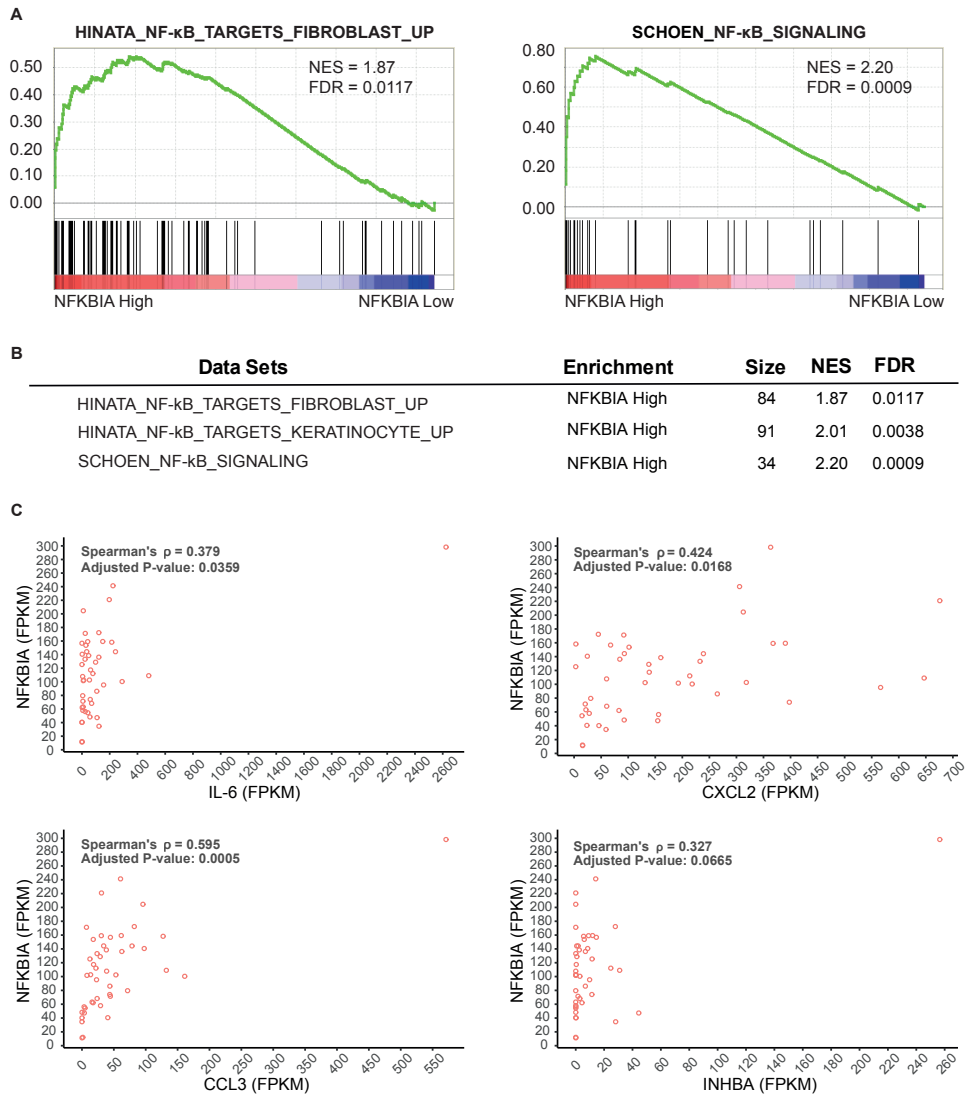 A
HINATA_NF-κB_TARGETS_FIBROBLAST_UP
NES = 1.87
FDR = 0.0117
0.50
0.40
0.30
0.20
0.10
0.00
NFKBIA High NFKBIA Low
SCHOEN_NF-κB_SIGNALING
NES = 2.20
FDR = 0.0009
0.80
0.60
0.40
0.20
0.00
NFKBIA High NFKBIA Low
B
Data Sets Enrichment Size NES FDR
HINATA_NF-kB_TARGETS_FIBROBLAST_UP NFKBIA High 84 1.87 0.0117
HINATA_NF-kB_TARGETS_KERATINOCYTE_UP NFKBIA High 91 2.01 0.0038
SCHOEN_NF-kB_SIGNALING NFKBIA High 34 2.20 0.0009
C
Spearman's ρ = 0.379
Adjusted P-value: 0.0359
NFKBIA (FPKM)
300
280
260
240
220
200
180
160
140
120
100
80
60
40
20
0
0 200 400 600 800 1000 1200 1400 1600 1800 2000 2200 2400 2600
IL-6 (FPKM)
Spearman's ρ = 0.424
Adjusted P-value: 0.0168
NFKBIA (FPKM)
300
280
260
240
220
200
180
160
140
120
100
80
60
40
20
0
0 50 100 150 200 250 300 350 400 450 500 550 600 650 700
CXCL2 (FPKM)
Spearman's ρ = 0.595
Adjusted P-value: 0.0005
NFKBIA (FPKM)
300
280
260
240
220
200
180
160
140
120
100
80
60
40
20
0
0 50 100 150 200 250 300 350 400 450 500 550
CCL3 (FPKM)
Spearman's ρ = 0.327
Adjusted P-value: 0.0665
NFKBIA (FPKM)
300
280
260
240
220
200
180
160
140
120
100
80
60
40
20
0
0 20 40 60 80 100 120 140 160 180 200 220 240 260
INHBA (FPKM)